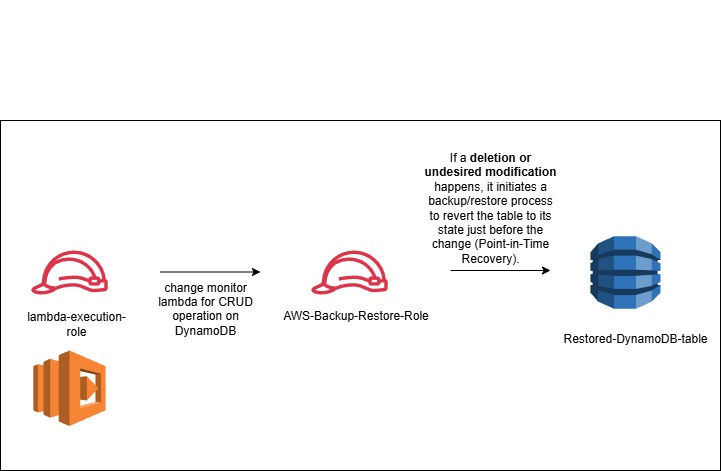 lambda-execution-
role
change monitor
lambda for CRUD
operation on
DynamoDB
AWS-Backup-Restore-Role
If a deletion or
undesired modification
happens, it initiates a
backup/restore process
to revert the table to its
state just before the
change (Point-in-Time
Recovery).
Restored-DynamoDB-table